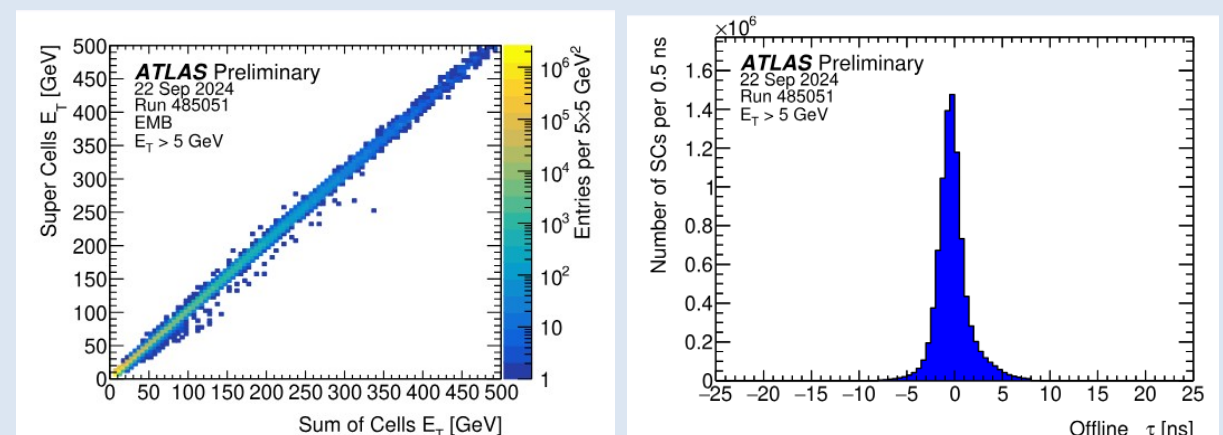 500
450
400
350
300
250
200
150
100
50
0
Super Cells E_T [GeV]
ATLAS Preliminary
22 Sep 2024
Run 485051
EMB
E_T > 5 GeV
0 50 100 150 200 250 300 350 400 450 500
Sum of Cells E_T [GeV]
10^6
10^5
10^4
10^3
10^2
10
1
Entries per 5×5 GeV^2
×10^6
1.6
1.4
1.2
1
0.8
0.6
0.4
0.2
0
Number of SCs per 0.5 ns
ATLAS Preliminary
22 Sep 2024
Run 485051
E_T > 5 GeV
−25 −20 −15 −10 −5 0 5 10 15 20 25
Offline τ [ns]